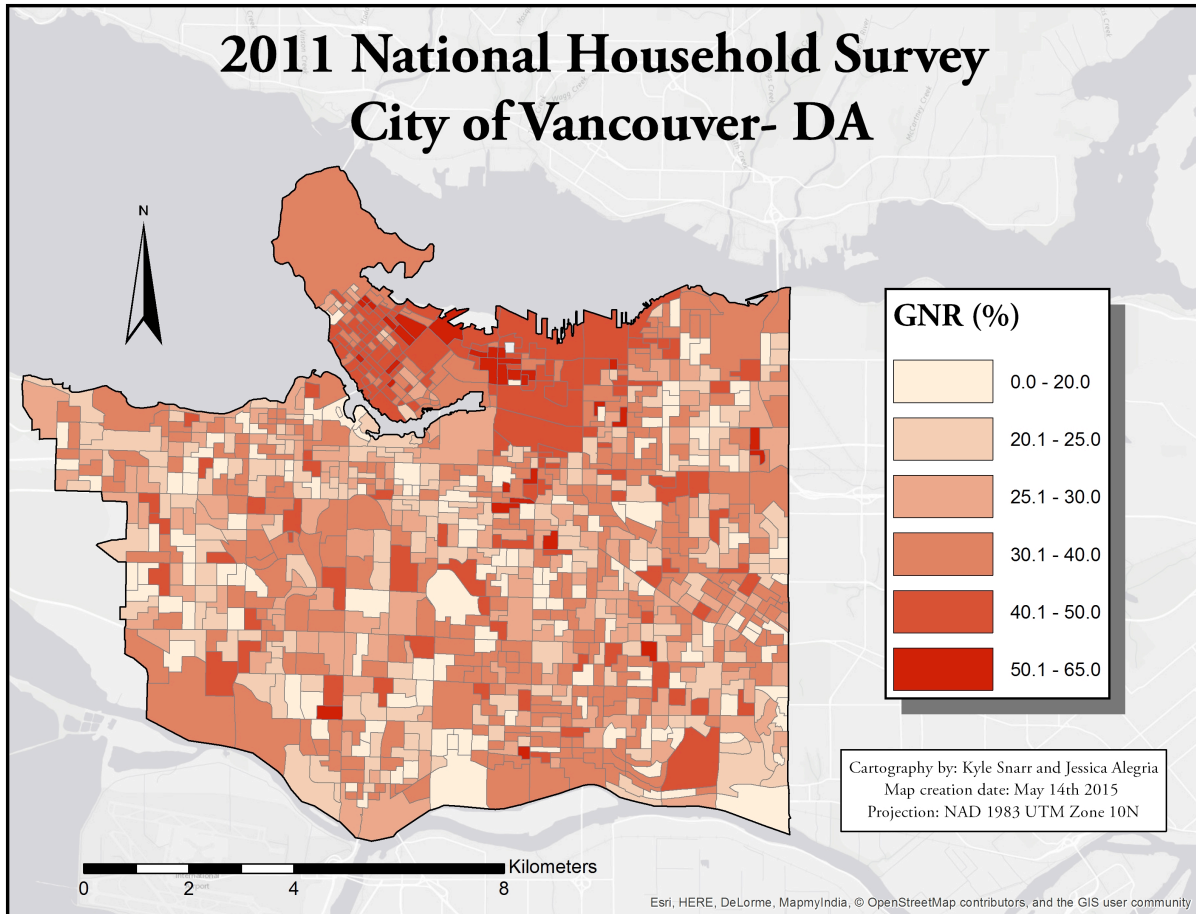 2011 National Household Survey
City of Vancouver- DA
N
GNR (%)
0.0 - 20.0
20.1 - 25.0
25.1 - 30.0
30.1 - 40.0
40.1 - 50.0
50.1 - 65.0
Cartography by: Kyle Snarr and Jessica Alegria
Map creation date: May 14th 2015
Projection: NAD 1983 UTM Zone 10N
Kilometers
0 2 4 8
Esri, HERE, DeLorme, MapmyIndia, © OpenStreetMap contributors, and the GIS user community